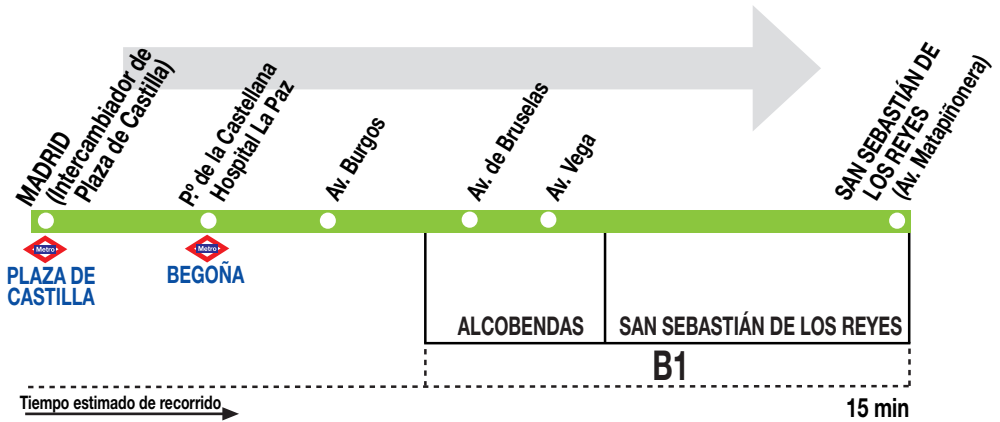 MADRID
(Intercambiador de
Plaza de Castilla)
Pº de la Castellana
Hospital La Paz
Av. Burgos
Av. de Bruselas
Av. Vega
SAN SEBASTIÁN DE
LOS REYES
(Av. Matapiñonera)
Metro
PLAZA DE
CASTILLA
Metro
BEGOÑA
ALCOBENDAS
SAN SEBASTIÁN DE LOS REYES
B1
Tiempo estimado de recorrido
15 min